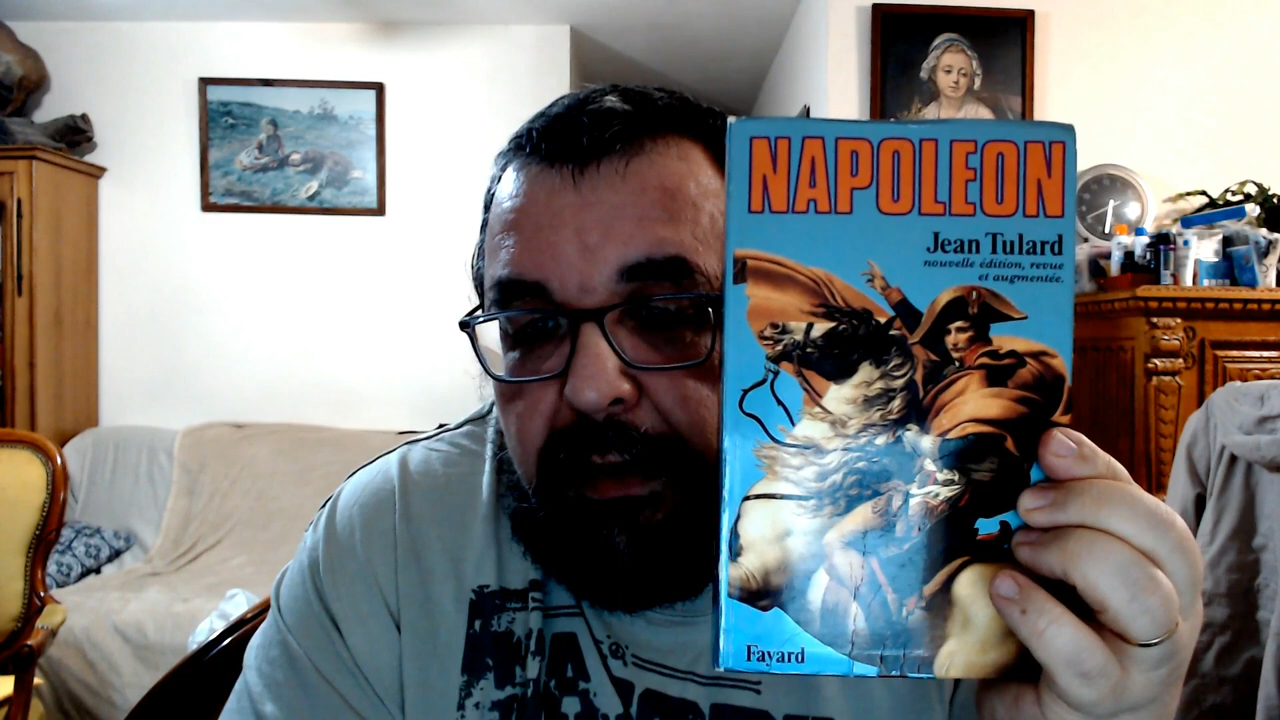 NAPOLEON
Jean Tulard
nouvelle édition, revue
et augmentée.
Fayard